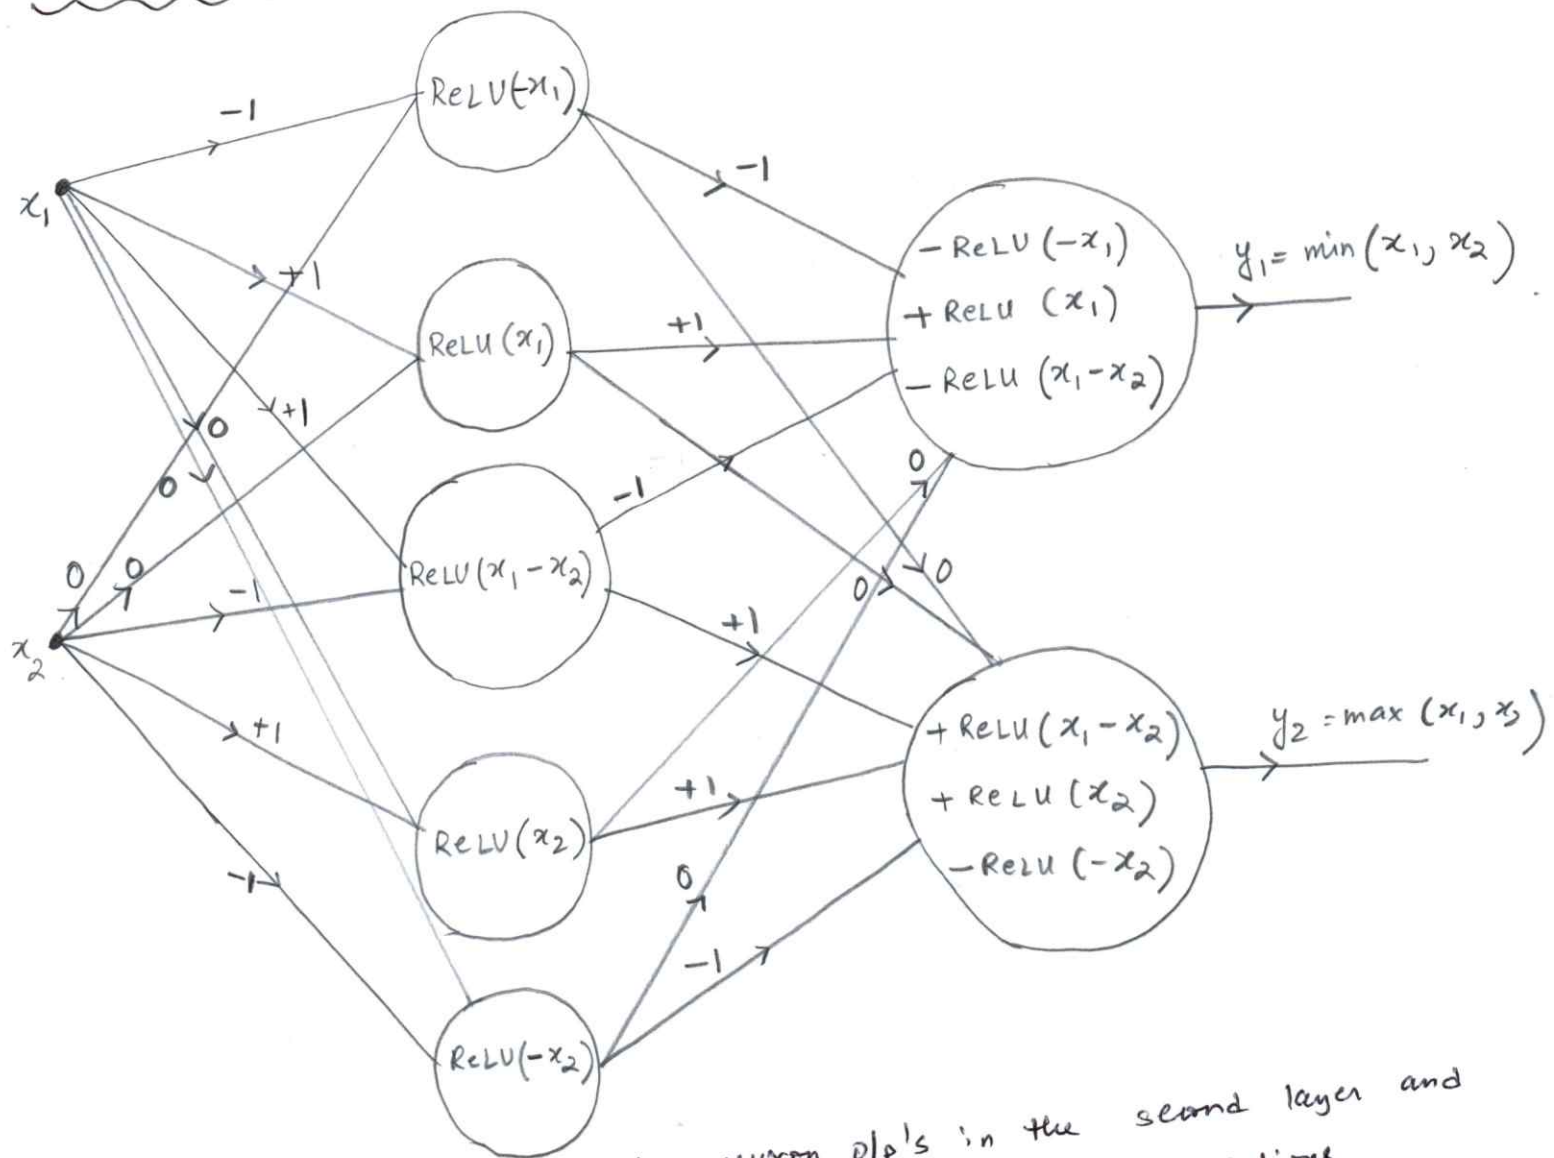 -1
ReLU(-x₁)
x₁
-1
+1
ReLU(x₁)
+1
- ReLU (-x₁)
+ ReLU (x₁)
- ReLU (x₁-x₂)
y₁= min(x₁, x₂)
+1
0
0
0
0
-1
x₂
ReLU(x₁-x₂)
-1
0
0
0
+1
+1
ReLU(x₂)
+1
+ ReLU(x₁-x₂)
+ ReLU (x₂)
- ReLU (-x₂)
y₂ = max (x₁, x₂)
-1
0
-1
ReLU(-x₂)
o/p's in the second layer and